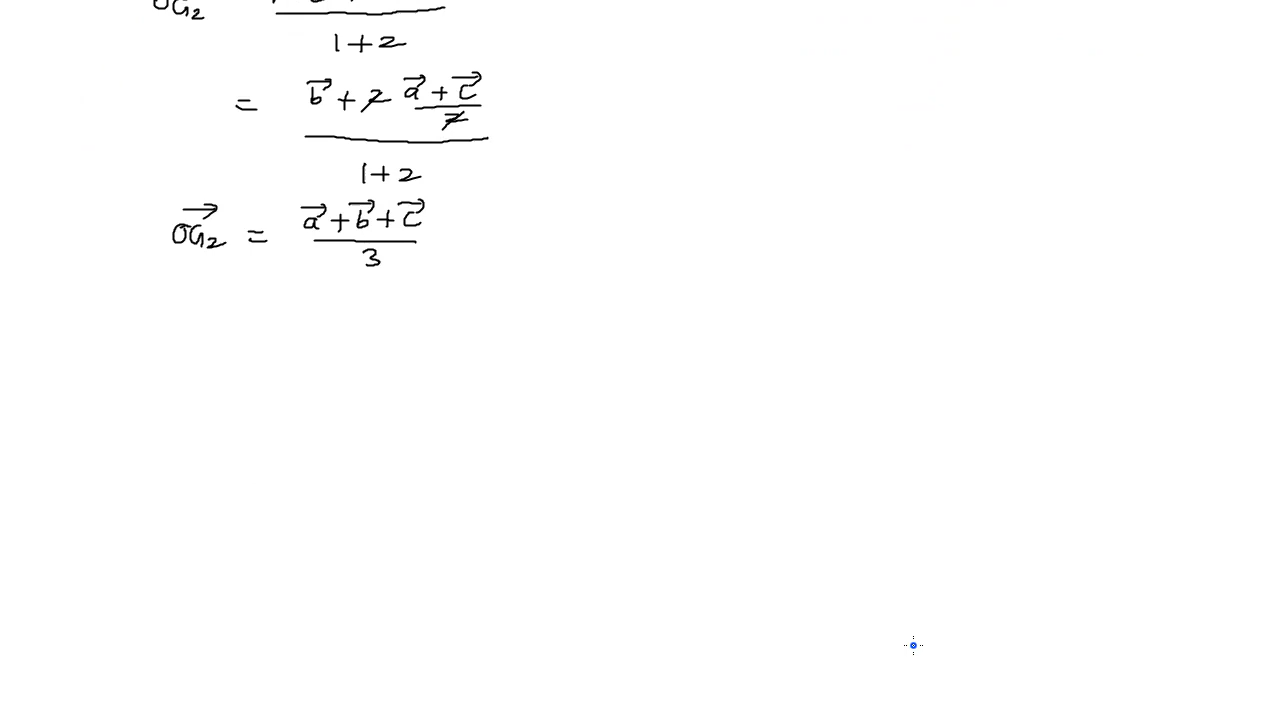 OG₂
1+2
= b⃗ + 2 (a⃗ + c⃗)/2
1+2
OG₂⃗ = (a⃗ + b⃗ + c⃗)/3